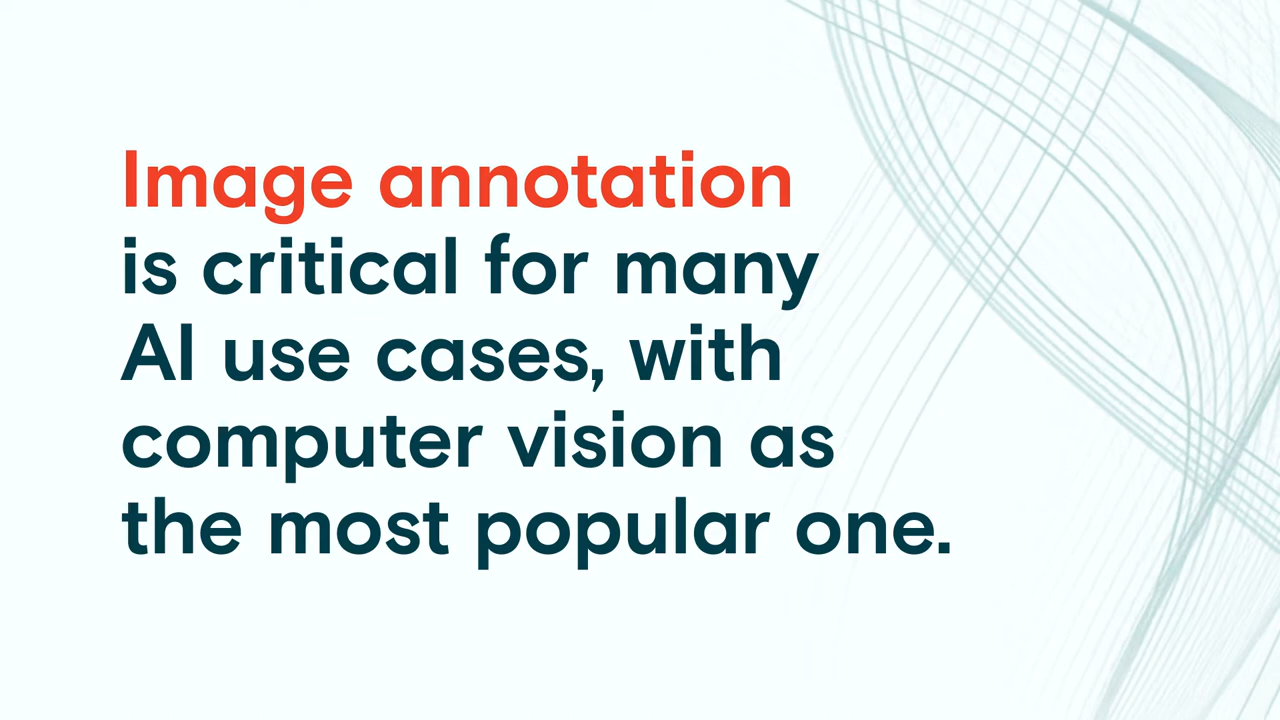 Image annotation
is critical for many
AI use cases, with
computer vision as
the most popular one.